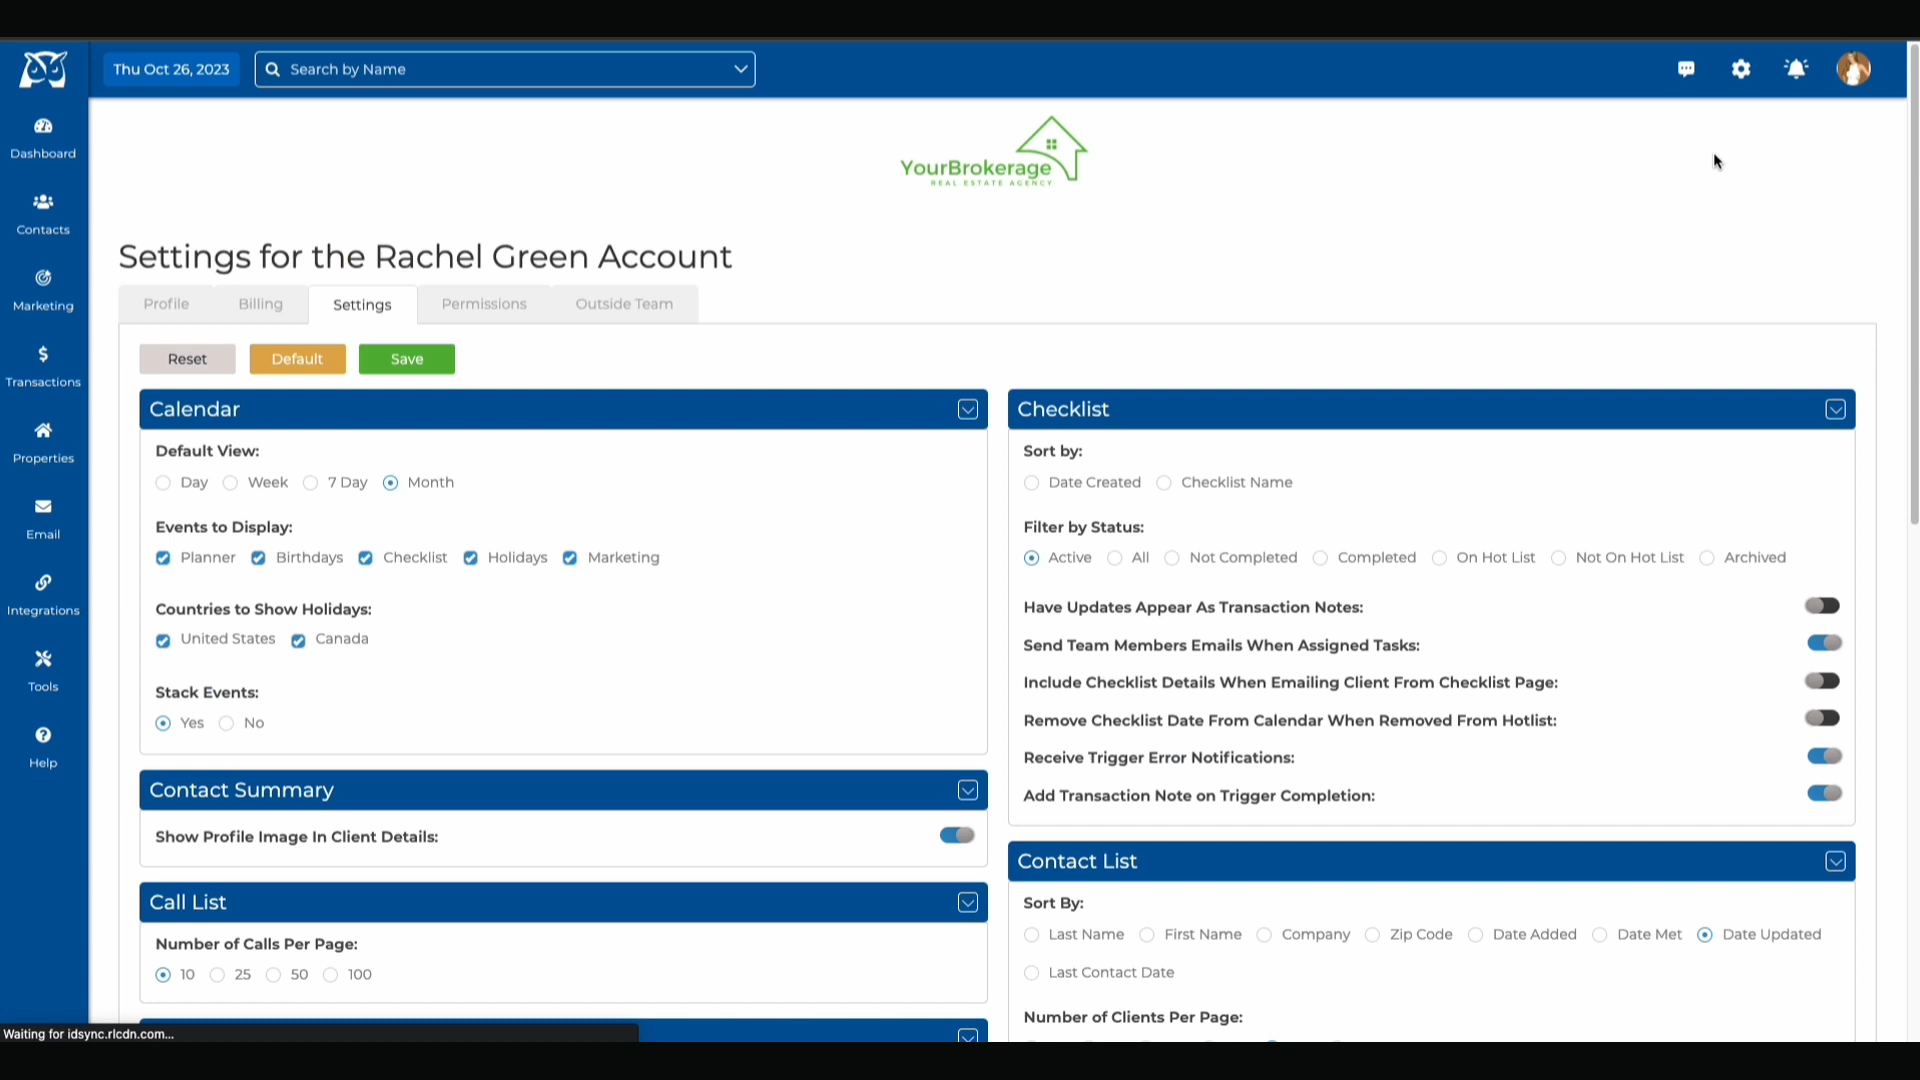 Thu Oct 26, 2023
Search by Name
Dashboard
Contacts
Marketing
Transactions
Properties
Email
Integrations
Tools
Help
YourBrokerage
REAL ESTATE AGENCY
Settings for the Rachel Green Account
Profile Billing Settings Permissions Outside Team
Reset Default Save
Calendar
Default View:
Day Week 7 Day Month
Events to Display:
Planner Birthdays Checklist Holidays Marketing
Countries to Show Holidays:
United States Canada
Stack Events:
Yes No
Contact Summary
Show Profile Image In Client Details:
Call List
Number of Calls Per Page:
10 25 50 100
Checklist
Sort by:
Date Created Checklist Name
Filter by Status:
Active All Not Completed Completed On Hot List Not On Hot List Archived
Have Updates Appear As Transaction Notes:
Send Team Members Emails When Assigned Tasks:
Include Checklist Details When Emailing Client From Checklist Page:
Remove Checklist Date From Calendar When Removed From Hotlist:
Receive Trigger Error Notifications:
Add Transaction Note on Trigger Completion:
Contact List
Sort By:
Last Name First Name Company Zip Code Date Added Date Met Date Updated
Last Contact Date
Number of Clients Per Page:
Waiting for idsync.rlcdn.com...